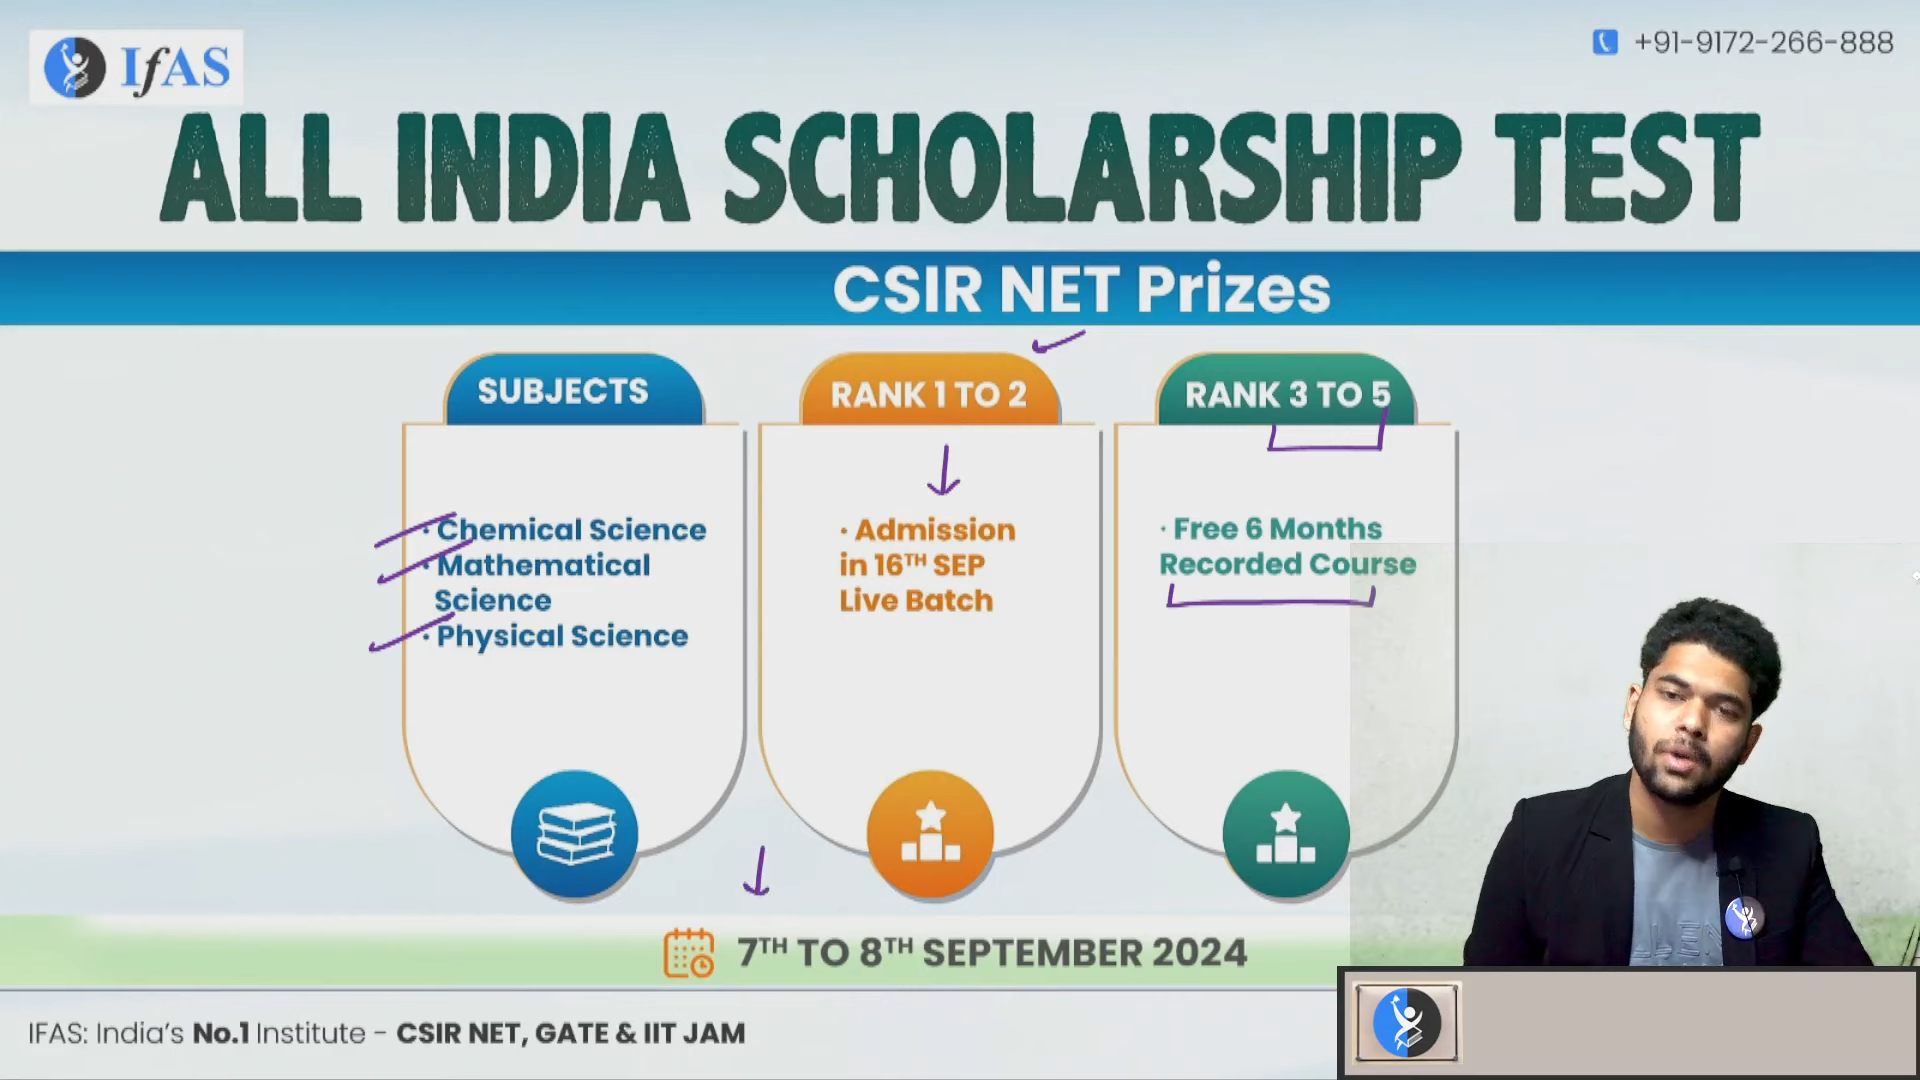 IfAS
+91-9172-266-888
ALL INDIA SCHOLARSHIP TEST
CSIR NET Prizes
SUBJECTS
· Chemical Science
· Mathematical
Science
· Physical Science
RANK 1 TO 2
· Admission
in 16TH SEP
Live Batch
RANK 3 TO 5
· Free 6 Months
Recorded Course
7TH TO 8TH SEPTEMBER 2024
IFAS: India's No.1 Institute - CSIR NET, GATE & IIT JAM